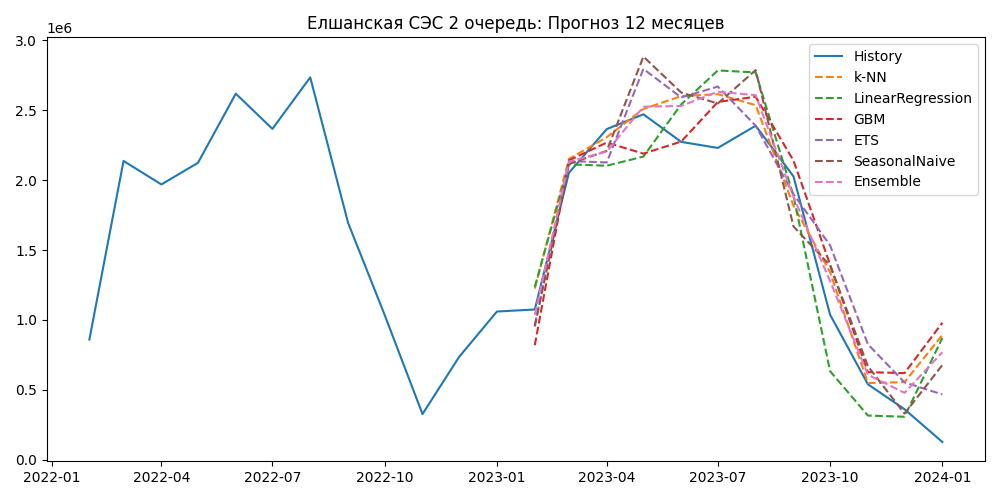 Елшанская СЭС 2 очередь: Прогноз 12 месяцев
1e6
3.0
2.5
2.0
1.5
1.0
0.5
0.0
History
k-NN
LinearRegression
GBM
ETS
SeasonalNaive
Ensemble
2022-01
2022-04
2022-07
2022-10
2023-01
2023-04
2023-07
2023-10
2024-01